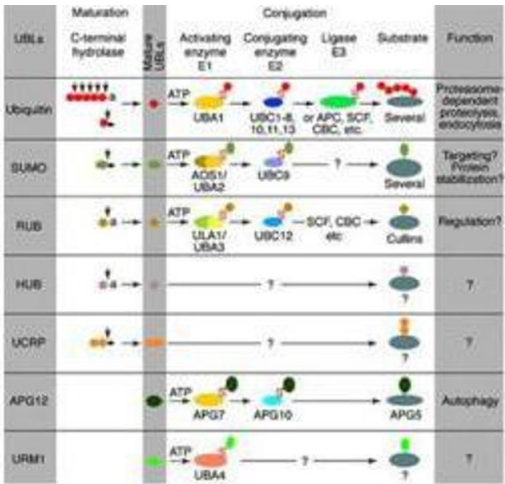 Maturation Conjugation
UBLs C-terminal hydrolase Mature UBLs Activating enzyme E1 Conjugating enzyme E2 Ligase E3 Substrate Function
Ubiquitin ATP UBA1 UBC1-8, 10,11,13 or APC, SCF, CBC, etc. Several Proteasome-dependent proteolysis, endocytosis
SUMO ATP AOS1/UBA2 UBC9 ? Several Targeting? Protein stabilization?
RUB ATP ULA1/UBA3 UBC12 SCF, CBC etc Cullins Regulation?
HUB ? ? ?
UCRP ? ? ?
APG12 ATP APG7 APG10 APG5 Autophagy
URM1 ATP UBA4 ? ? ?